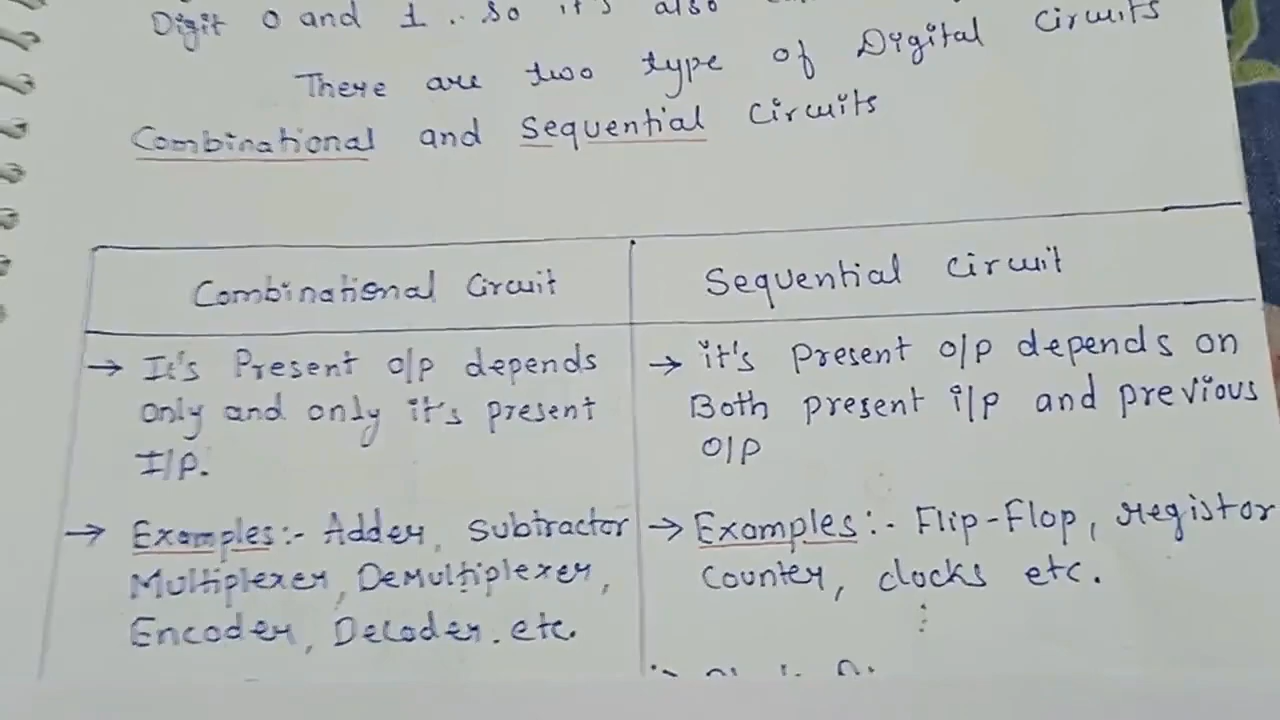 Digit 0 and 1 .. so it's also
There are two type of Digital Circuits
Combinational and Sequential Circuits
Combinational Circuit
Sequential Circuit
→ It's Present o/p depends
only and only it's present
I/P.
→ it's present o/p depends on
Both present i/p and previous
O/P
→ Examples:- Adder, Subtractor
Multiplexer, Demultiplexer,
Encoder, Decoder. etc.
→ Examples:- Flip-Flop, registor
Counter, clocks etc.